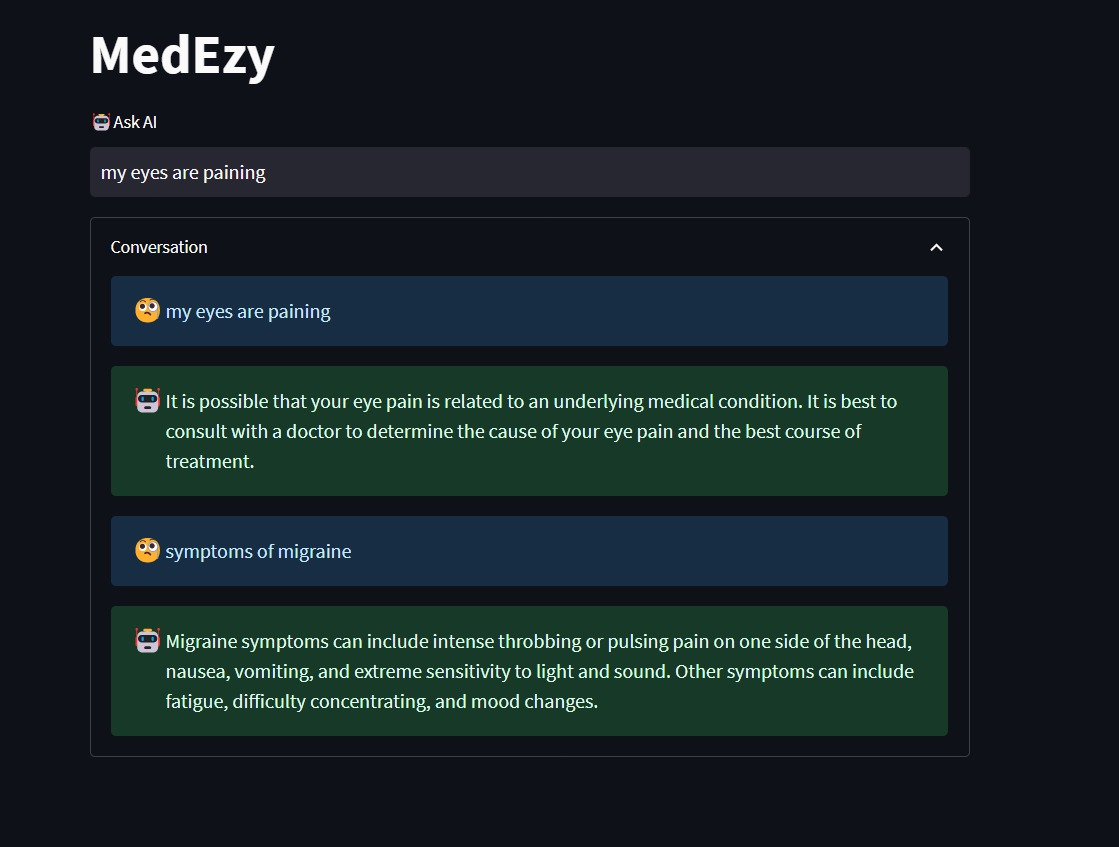 MedEzy
Ask AI
my eyes are paining
Conversation
my eyes are paining
It is possible that your eye pain is related to an underlying medical condition. It is best to
consult with a doctor to determine the cause of your eye pain and the best course of
treatment.
symptoms of migraine
Migraine symptoms can include intense throbbing or pulsing pain on one side of the head,
nausea, vomiting, and extreme sensitivity to light and sound. Other symptoms can include
fatigue, difficulty concentrating, and mood changes.